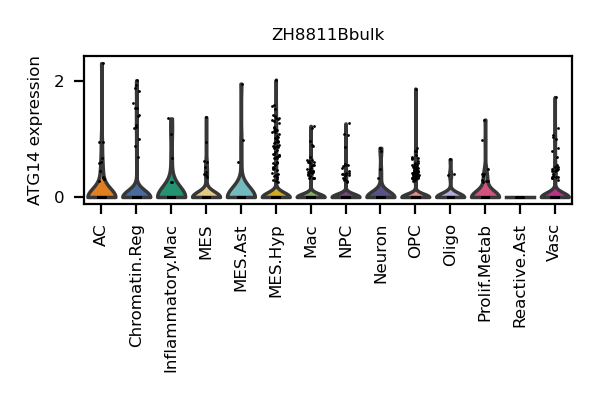 ZH8811Bbulk
ATG14 expression
2
0
AC
Chromatin.Reg
Inflammatory.Mac
MES
MES.Ast
MES.Hyp
Mac
NPC
Neuron
OPC
Oligo
Prolif.Metab
Reactive.Ast
Vasc